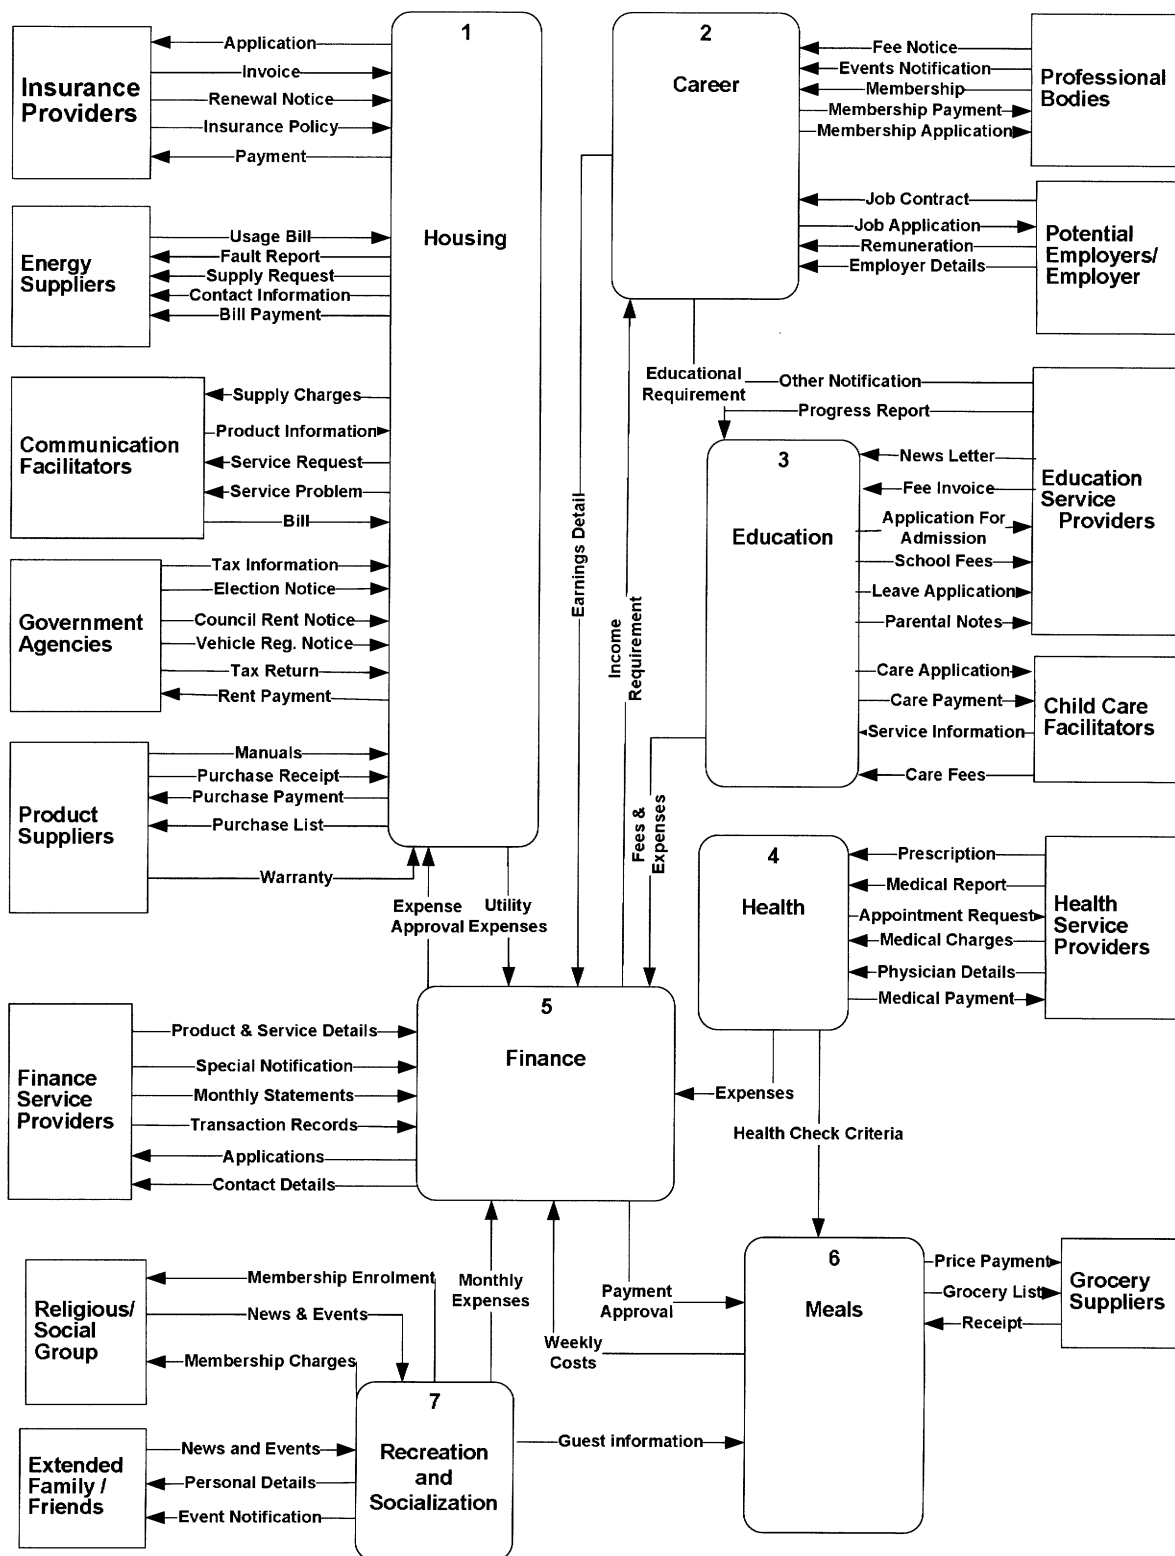 1
Housing
2
Career
Insurance
Providers
Application
Invoice
Renewal Notice
Insurance Policy
Payment
Fee Notice
Events Notification
Membership
Membership Payment
Membership Application
Professional
Bodies
Energy
Suppliers
Usage Bill
Fault Report
Supply Request
Contact Information
Bill Payment
Job Contract
Job Application
Remuneration
Employer Details
Potential
Employers/
Employer
Communication
Facilitators
Supply Charges
Product Information
Service Request
Service Problem
Bill
Educational
Requirement
Other Notification
Progress Report
News Letter
Fee Invoice
Application For
Admission
School Fees
Leave Application
Parental Notes
Education
Service
Providers
3
Education
Government
Agencies
Tax Information
Election Notice
Council Rent Notice
Vehicle Reg. Notice
Tax Return
Rent Payment
Earnings Detail
Income
Requirement
Fees &
Expenses
Care Application
Care Payment
Service Information
Care Fees
Child Care
Facilitators
Product
Suppliers
Manuals
Purchase Receipt
Purchase Payment
Purchase List
Warranty
Expense
Approval
Utility
Expenses
4
Health
Prescription
Medical Report
Appointment Request
Medical Charges
Physician Details
Medical Payment
Health
Service
Providers
5
Finance
Finance
Service
Providers
Product & Service Details
Special Notification
Monthly Statements
Transaction Records
Applications
Contact Details
Expenses
Health Check Criteria
Religious/
Social
Group
Membership Enrolment
News & Events
Membership Charges
Monthly
Expenses
Payment
Approval
Weekly
Costs
6
Meals
Price Payment
Grocery List
Receipt
Grocery
Suppliers
7
Recreation
and
Socialization
Guest information
Extended
Family /
Friends
News and Events
Personal Details
Event Notification